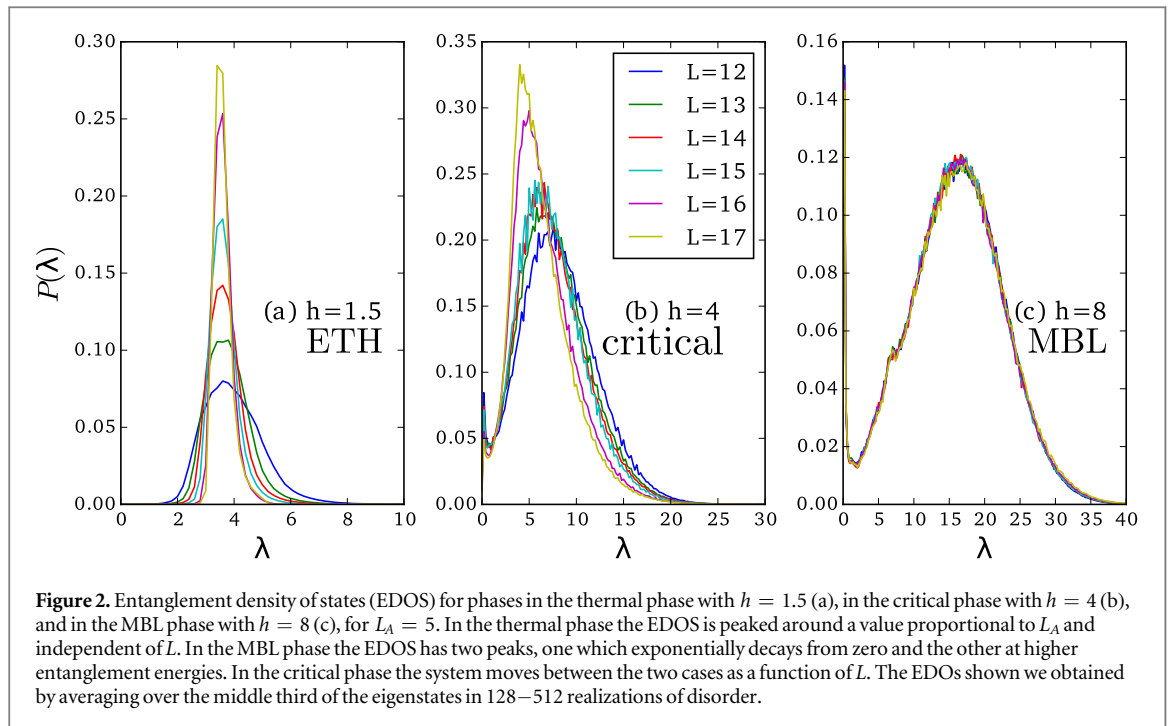 0.30
0.25
0.20
0.15
0.10
0.05
0.00
0 2 4 6 8 10
λ
P(λ)
(a) h=1.5
ETH
0.35
0.30
0.25
0.20
0.15
0.10
0.05
0.00
0 5 10 15 20 25 30
λ
L=12
L=13
L=14
L=15
L=16
L=17
(b) h=4
critical
0.16
0.14
0.12
0.10
0.08
0.06
0.04
0.02
0.00
0 5 10 15 20 25 30 35 40
λ
(c) h=8
MBL
Figure 2. Entanglement density of states (EDOS) for phases in the thermal phase with h = 1.5 (a), in the critical phase with h = 4 (b),
and in the MBL phase with h = 8 (c), for L_A = 5. In the thermal phase the EDOS is peaked around a value proportional to L_A and
independent of L. In the MBL phase the EDOS has two peaks, one which exponentially decays from zero and the other at higher
entanglement energies. In the critical phase the system moves between the two cases as a function of L. The EDOs shown we obtained
by averaging over the middle third of the eigenstates in 128−512 realizations of disorder.